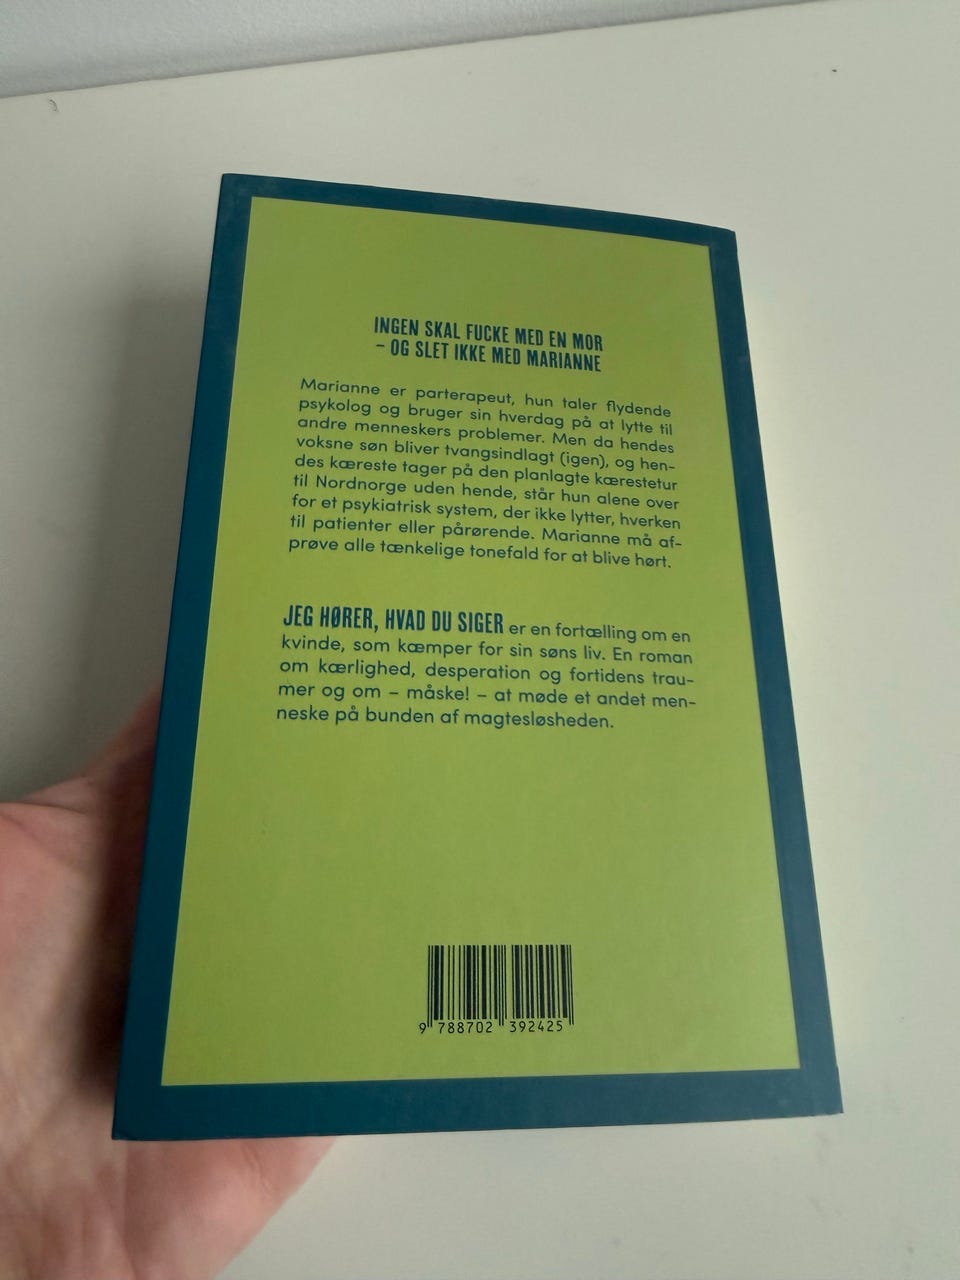 INGEN SKAL FUCKE MED EN MOR
– OG SLET IKKE MED MARIANNE
Marianne er parterapeut, hun taler flydende
psykolog og bruger sin hverdag på at lytte til
andre menneskers problemer. Men da hendes
voksne søn bliver tvangsindlagt (igen), og hen-
des kæreste tager på den planlagte kærestetur
til Nordnorge uden hende, står hun alene over
for et psykiatrisk system, der ikke lytter, hverken
til patienter eller pårørende. Marianne må af-
prøve alle tænkelige tonefald for at blive hørt.
JEG HØRER, HVAD DU SIGER er en fortælling om en
kvinde, som kæmper for sin søns liv. En roman
om kærlighed, desperation og fortidens trau-
mer og om – måske! – at møde et andet men-
neske på bunden af magtesløsheden.
9 788702 392425